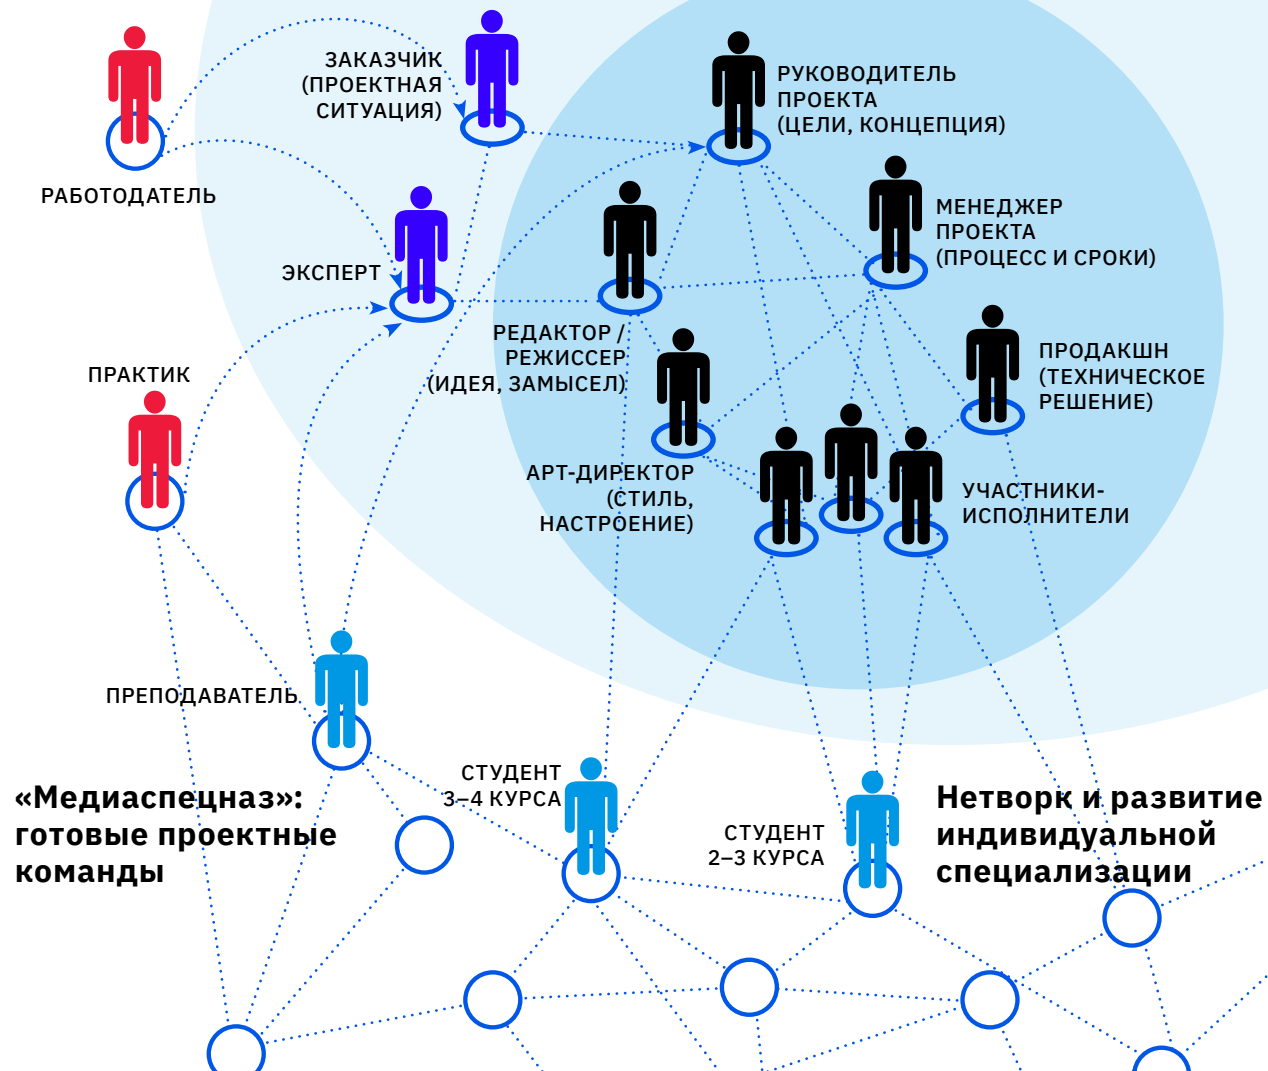 ЗАКАЗЧИК
(ПРОЕКТНАЯ
СИТУАЦИЯ)
РУКОВОДИТЕЛЬ
ПРОЕКТА
(ЦЕЛИ, КОНЦЕПЦИЯ)
РАБОТОДАТЕЛЬ
МЕНЕДЖЕР
ПРОЕКТА
(ПРОЦЕСС И СРОКИ)
ЭКСПЕРТ
РЕДАКТОР /
РЕЖИССЕР
(ИДЕЯ, ЗАМЫСЕЛ)
ПРОДАКШН
(ТЕХНИЧЕСКОЕ
РЕШЕНИЕ)
ПРАКТИК
АРТ-ДИРЕКТОР
(СТИЛЬ,
НАСТРОЕНИЕ)
УЧАСТНИКИ-
ИСПОЛНИТЕЛИ
ПРЕПОДАВАТЕЛЬ
СТУДЕНТ
3–4 КУРСА
«Медиаспецназ»:
готовые проектные
команды
СТУДЕНТ
2–3 КУРСА
Нетворк и развитие
индивидуальной
специализации